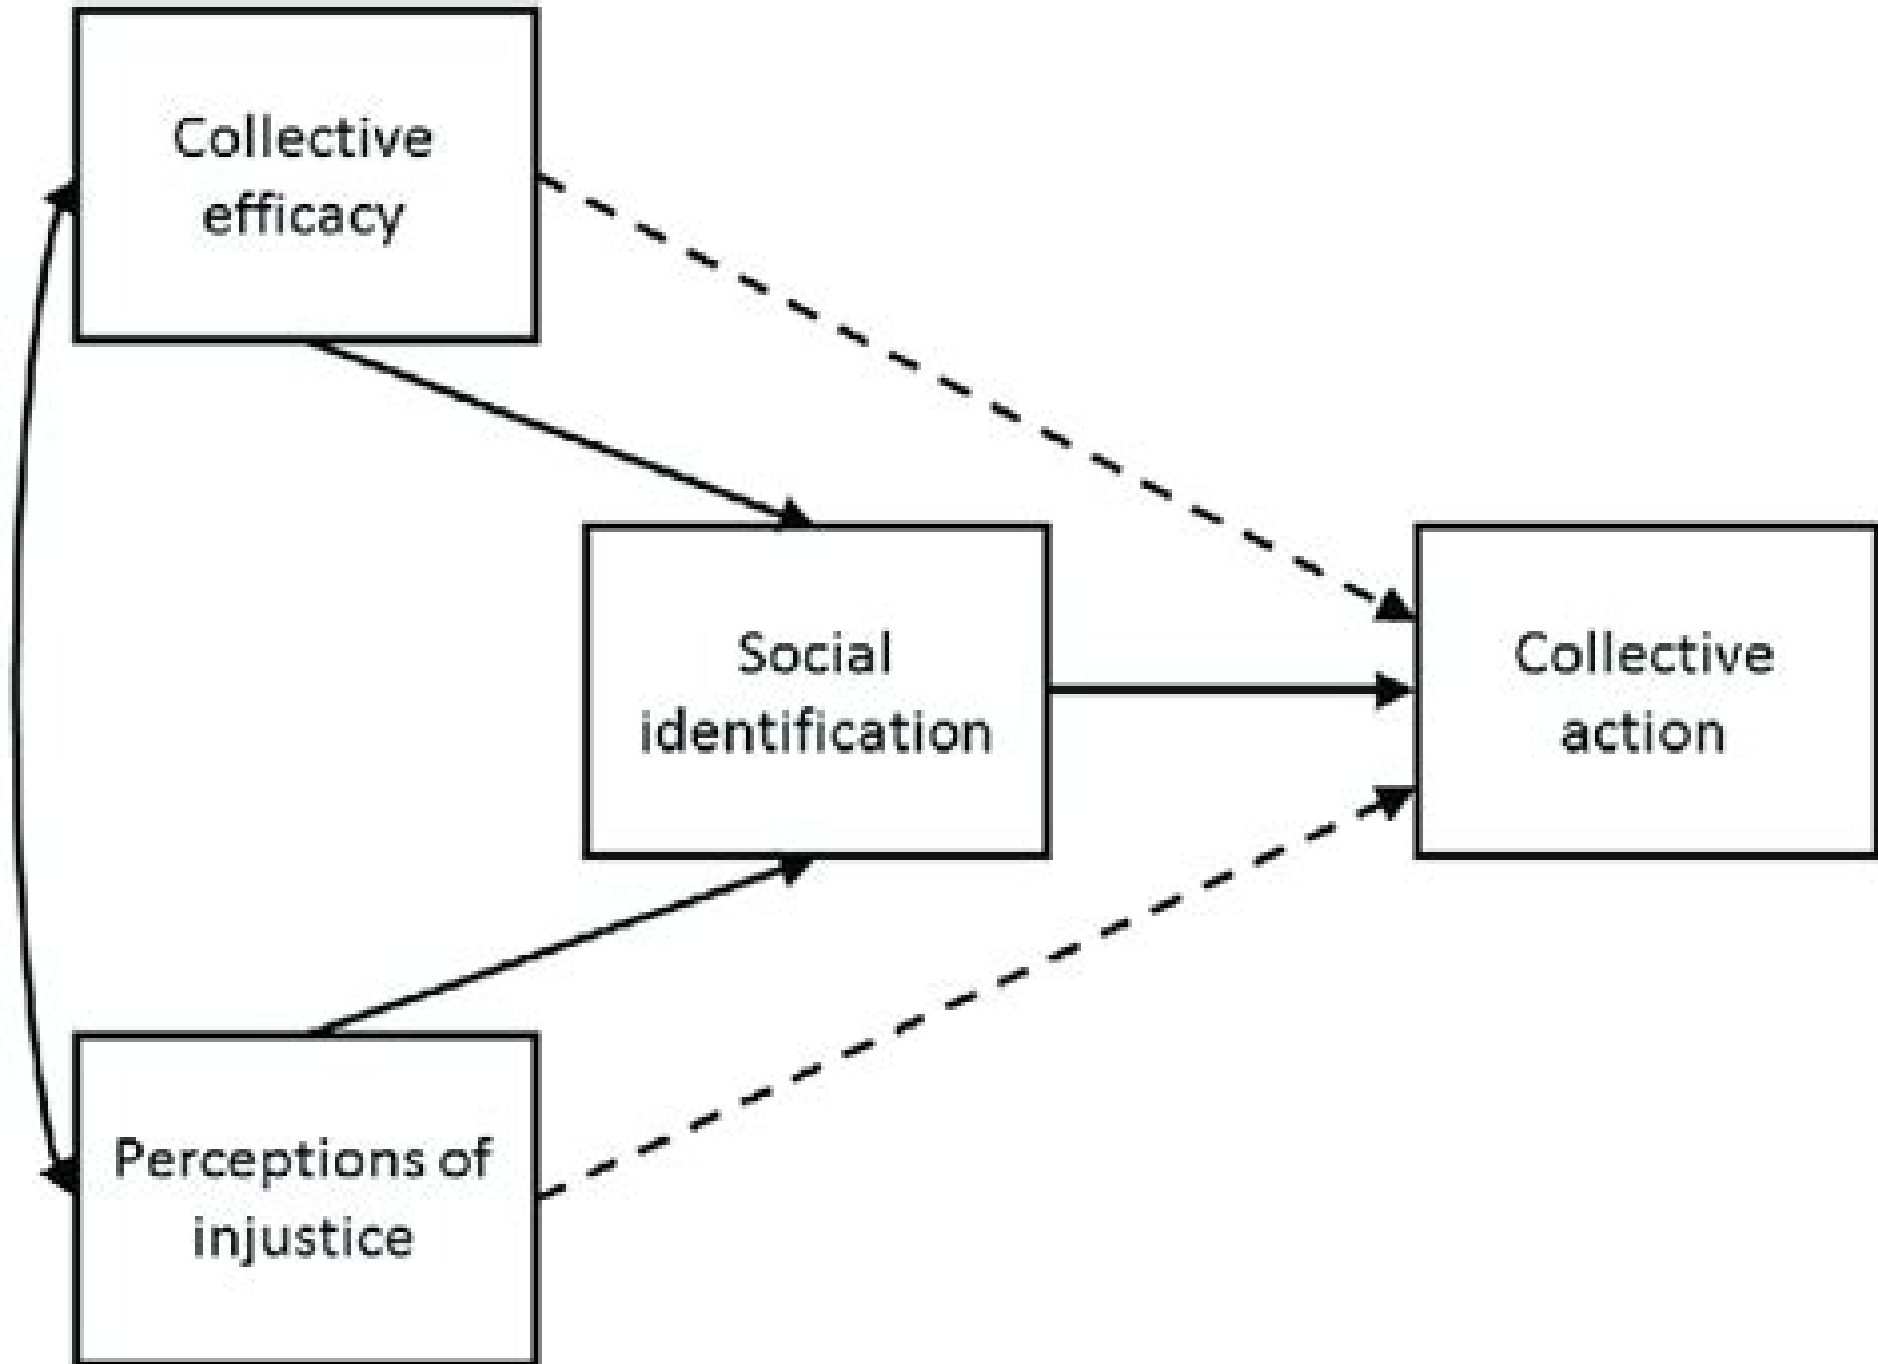 Collective
efficacy
Social
identification
Collective
action
Perceptions of
injustice